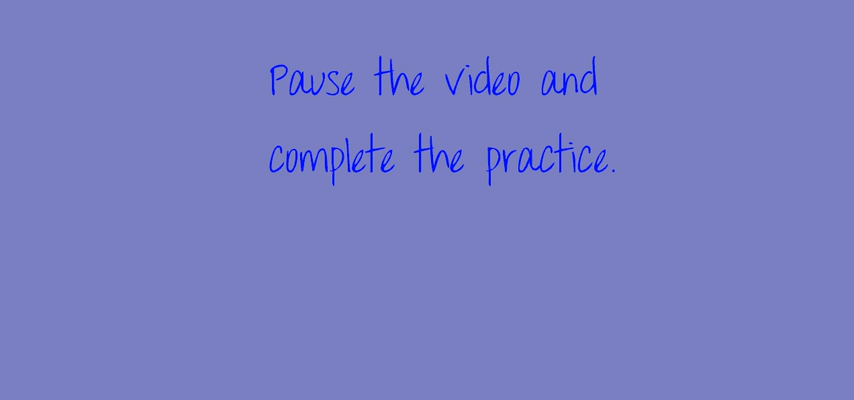 Pause the video and
complete the practice.